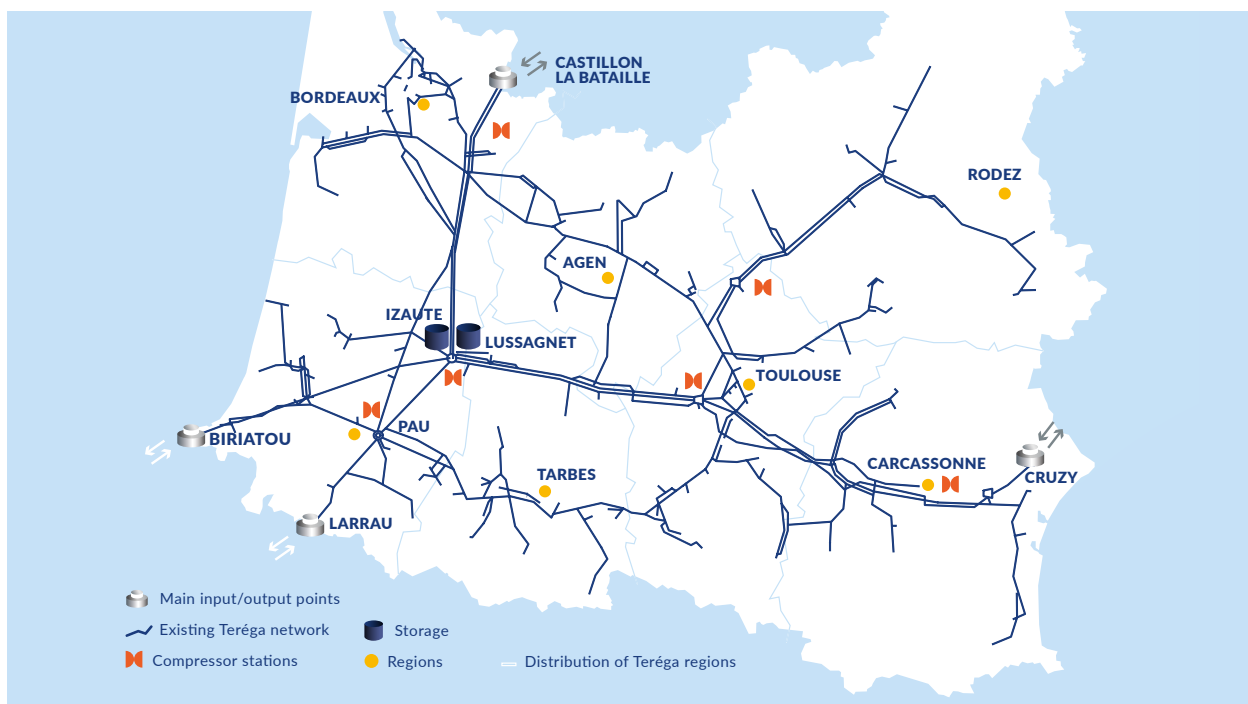 CASTILLON
LA BATAILLE
BORDEAUX
RODEZ
AGEN
IZAUTE
LUSSAGNET
TOULOUSE
PAU
BIRIATOU
CARCASSONNE
TARBES
CRUZY
LARRAU
Main input/output points
Existing Teréga network
Storage
Compressor stations
Regions
Distribution of Teréga regions